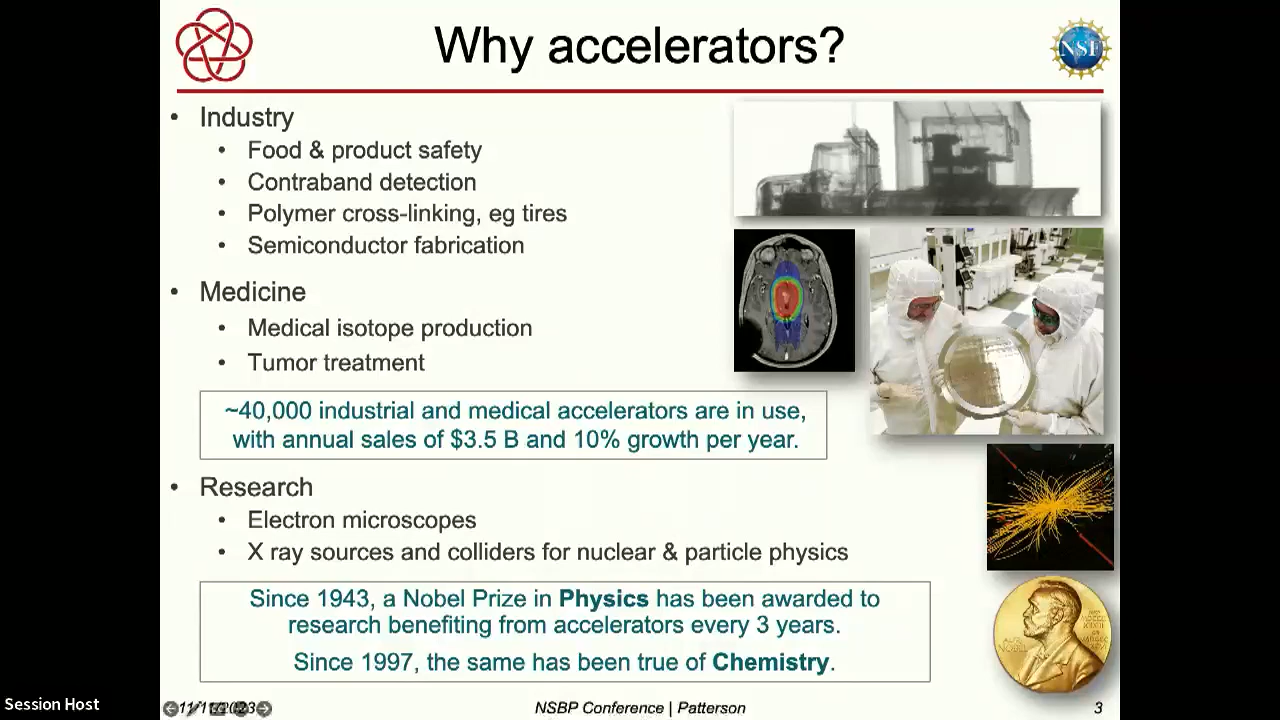 Why accelerators?
NSF
• Industry
• Food & product safety
• Contraband detection
• Polymer cross-linking, eg tires
• Semiconductor fabrication
• Medicine
• Medical isotope production
• Tumor treatment
~40,000 industrial and medical accelerators are in use,
with annual sales of $3.5 B and 10% growth per year.
• Research
• Electron microscopes
• X ray sources and colliders for nuclear & particle physics
Since 1943, a Nobel Prize in Physics has been awarded to
research benefiting from accelerators every 3 years.
Since 1997, the same has been true of Chemistry.
Session Host
NSBP Conference | Patterson
3